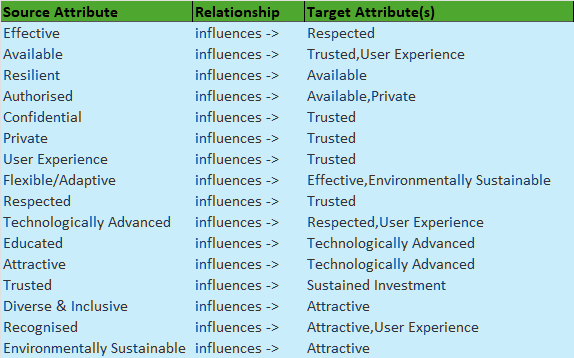 Source Attribute Relationship Target Attribute(s)
Effective influences -> Respected
Available influences -> Trusted,User Experience
Resilient influences -> Available
Authorised influences -> Available,Private
Confidential influences -> Trusted
Private influences -> Trusted
User Experience influences -> Trusted
Flexible/Adaptive influences -> Effective,Environmentally Sustainable
Respected influences -> Trusted
Technologically Advanced influences -> Respected,User Experience
Educated influences -> Technologically Advanced
Attractive influences -> Technologically Advanced
Trusted influences -> Sustained Investment
Diverse & Inclusive influences -> Attractive
Recognised influences -> Attractive,User Experience
Environmentally Sustainable influences -> Attractive